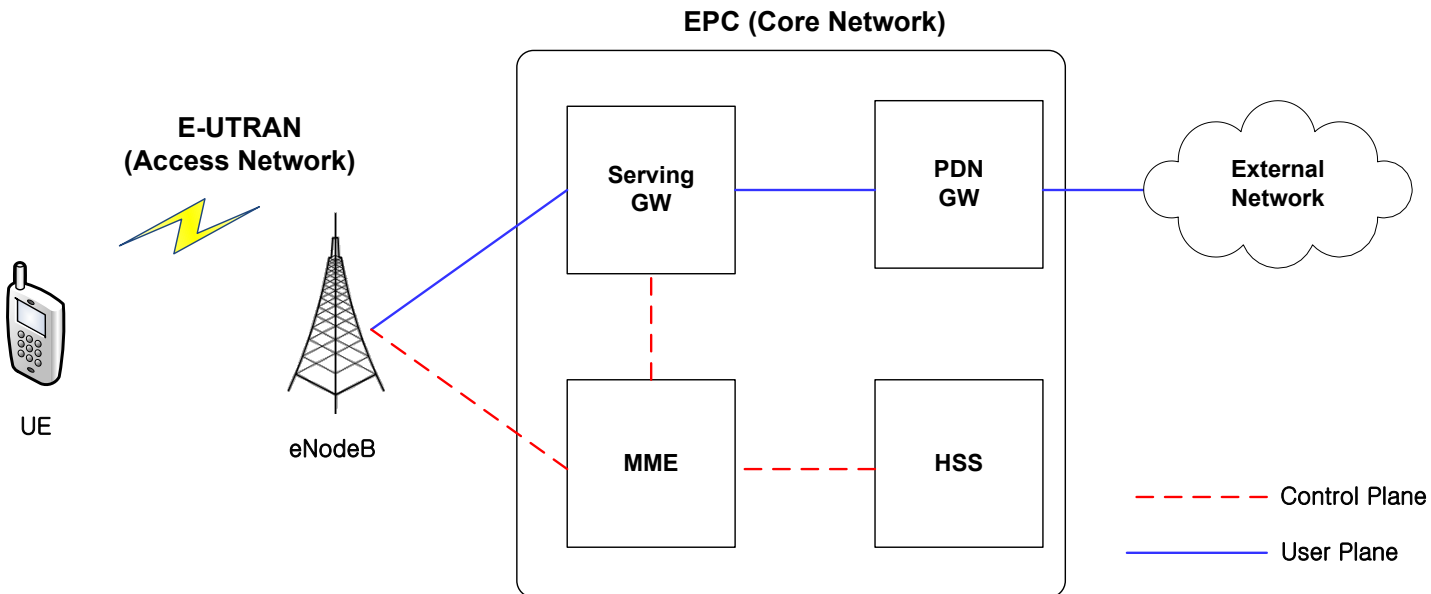 EPC (Core Network)
E-UTRAN
(Access Network)
Serving
GW
PDN
GW
External
Network
UE
eNodeB
MME
HSS
Control Plane
User Plane